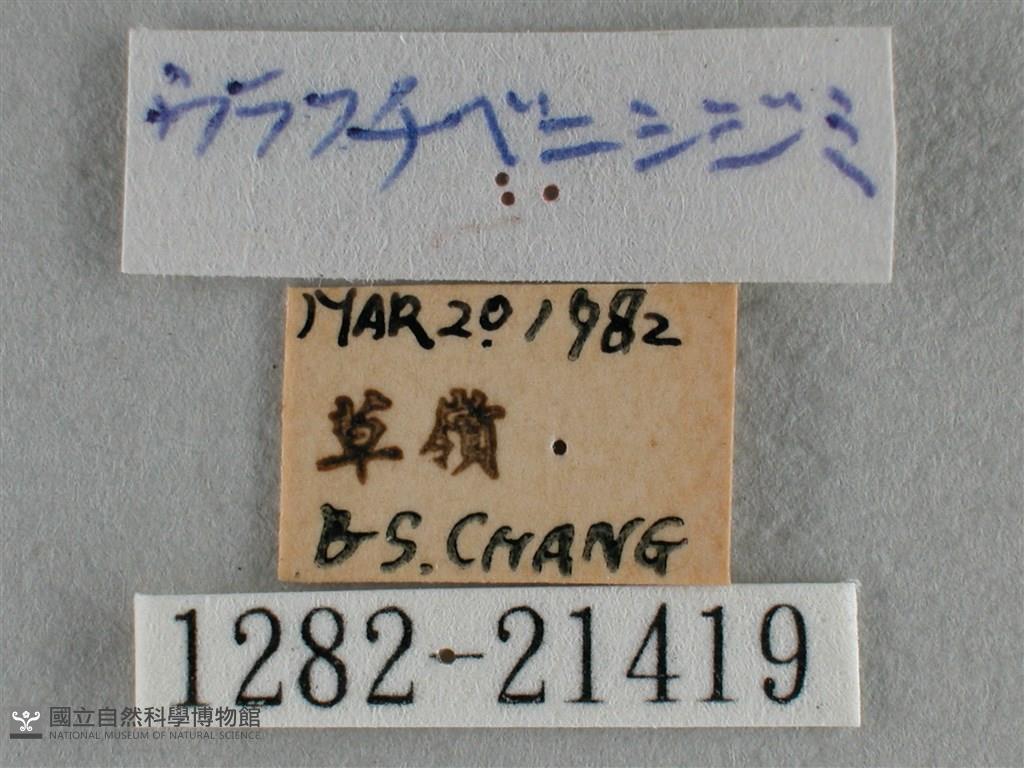 ウラフチベニシジミ
MAR 20. 1982
草嶺
B-S. CHANG
1282-21419
國立自然科學博物館
NATIONAL MUSEUM OF NATURAL SCIENCE